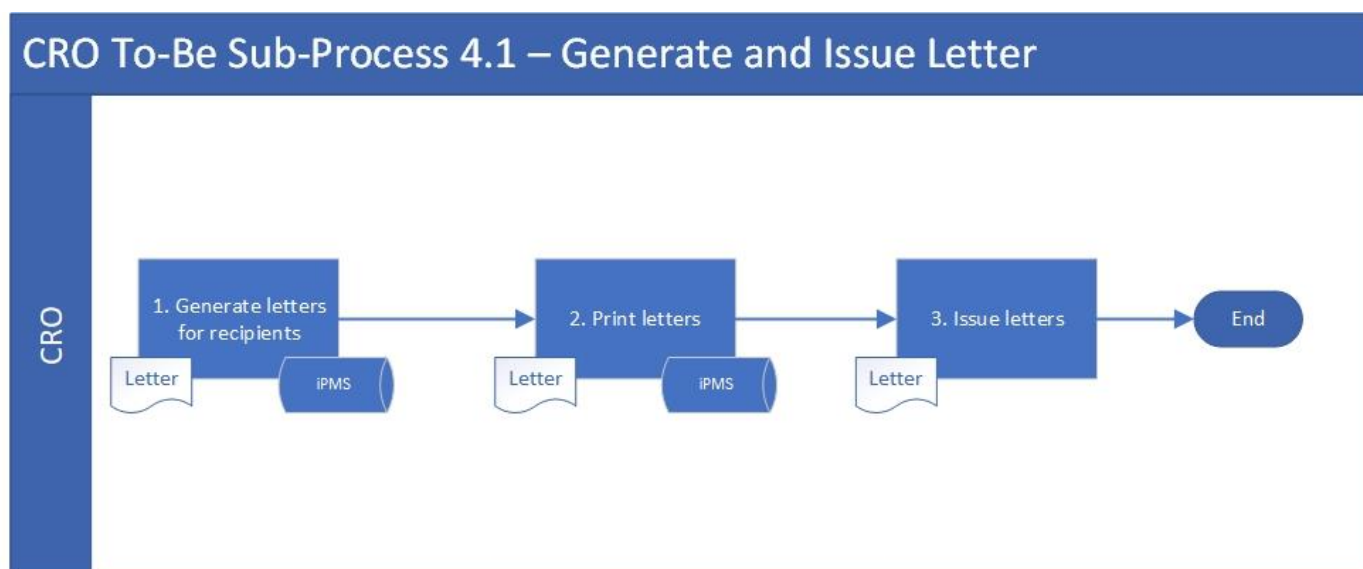 CRO To-Be Sub-Process 4.1 – Generate and Issue Letter
CRO
1. Generate letters
for recipients
Letter
iPMS
2. Print letters
Letter
iPMS
3. Issue letters
Letter
End